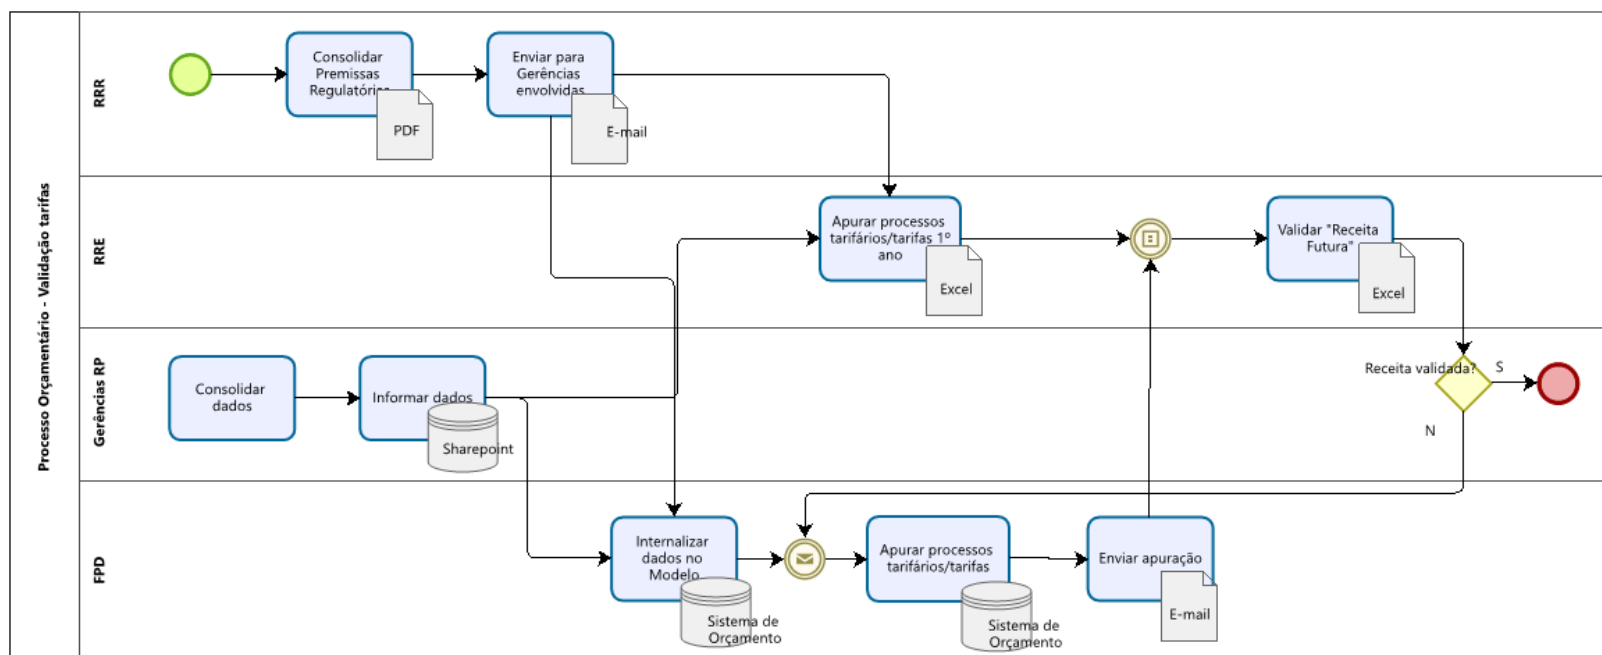 Processo Orçamentário - Validação tarifas
RRR
Consolidar
Premissas
Regulatórias
PDF
Enviar para
Gerências
envolvidas
E-mail
RRE
Apurar processos
tarifários/tarifas 1º
ano
Excel
Validar "Receita
Futura"
Excel
Gerências RP
Consolidar
dados
Informar dados
Sharepoint
Receita validada?
S
N
FPD
Internalizar
dados no
Modelo
Sistema de
Orçamento
Apurar processos
tarifários/tarifas
Sistema de
Orçamento
Enviar apuração
E-mail